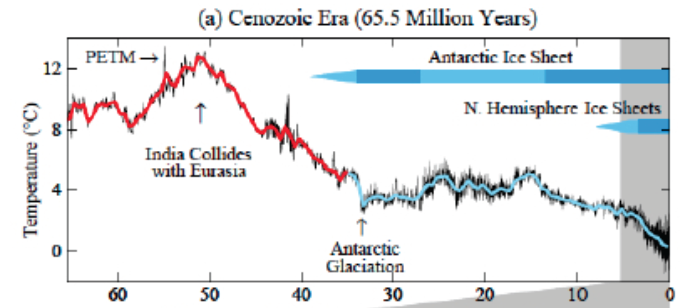 (a) Cenozoic Era (65.5 Million Years)
PETM →
Antarctic Ice Sheet
N. Hemisphere Ice Sheets
India Collides
with Eurasia
Antarctic
Glaciation
Temperature (°C)
12
8
4
0
60 50 40 30 20 10 0